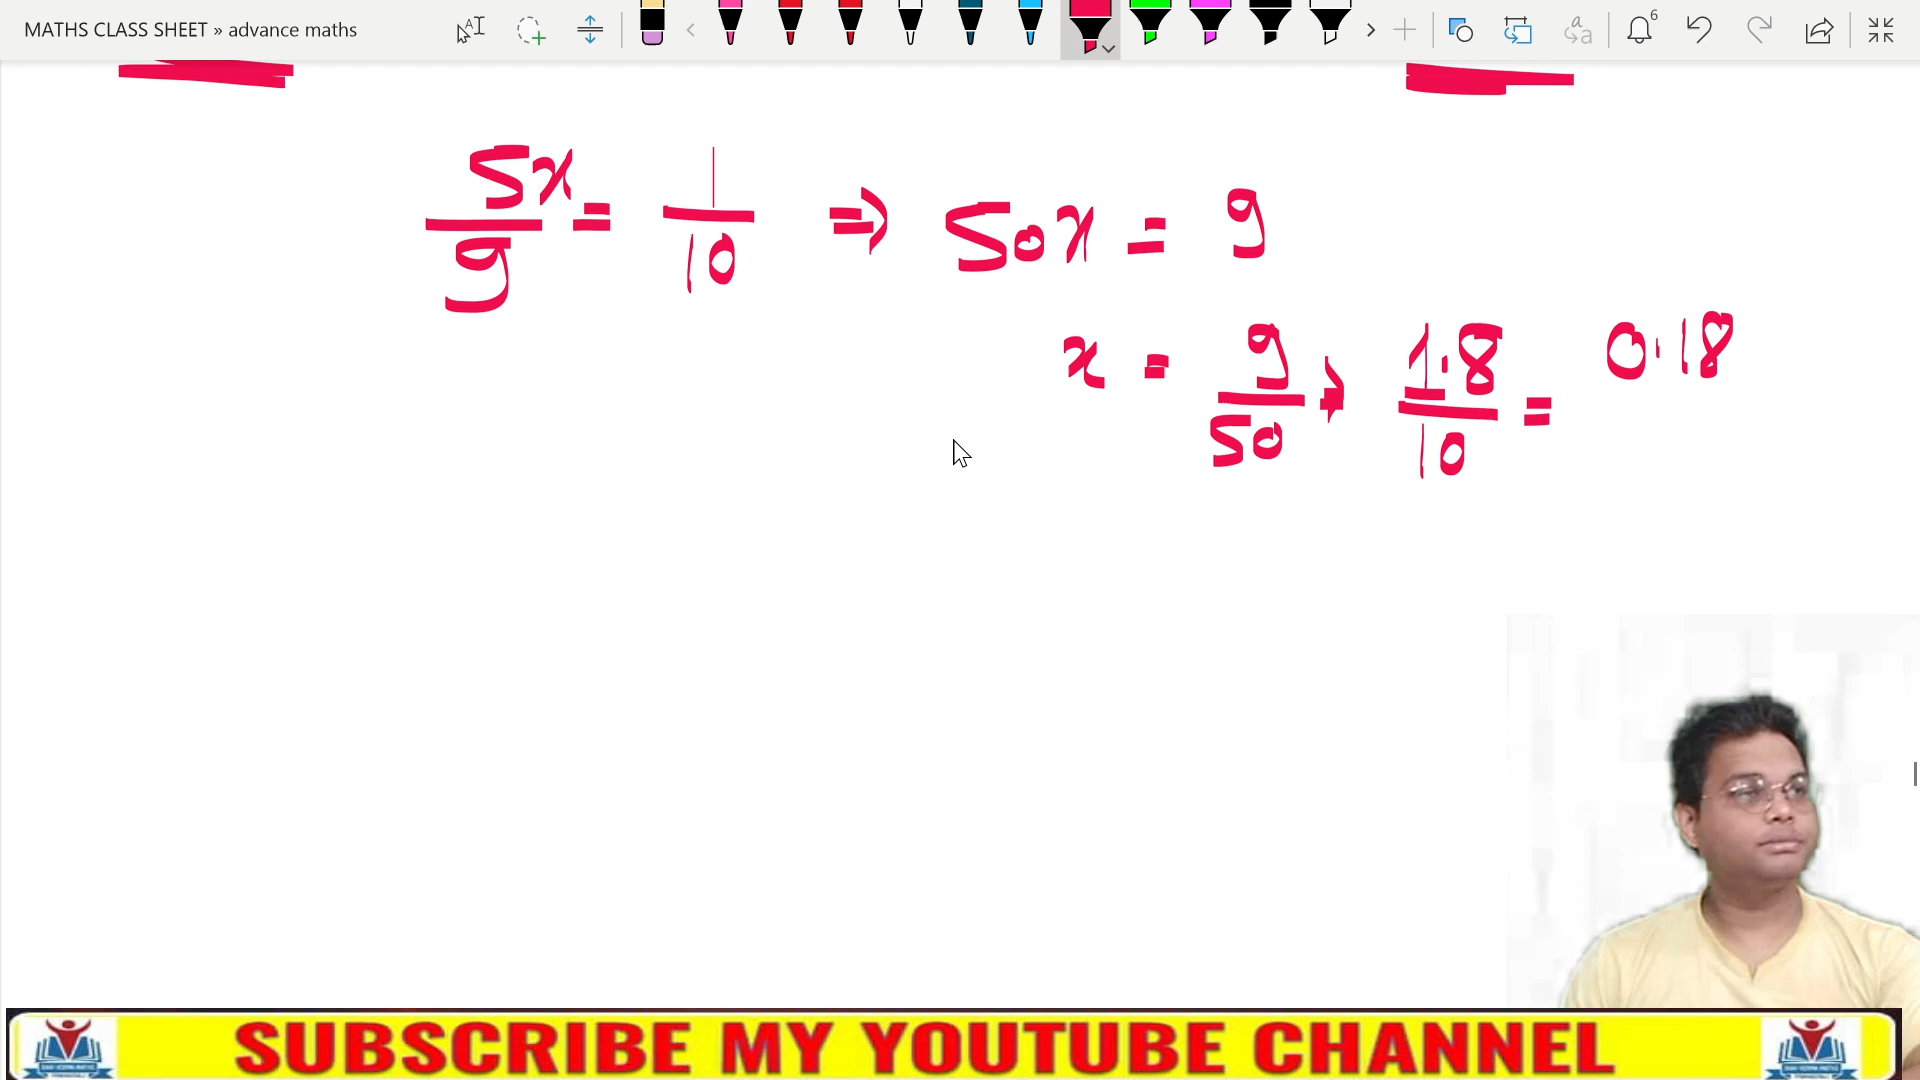 MATHS CLASS SHEET » advance maths
6
5x/9 = 1/10 ⇒ 50x = 9
x = 9/50 ⇒ 1.8/10 = 0.18
SUBSCRIBE MY YOUTUBE CHANNEL